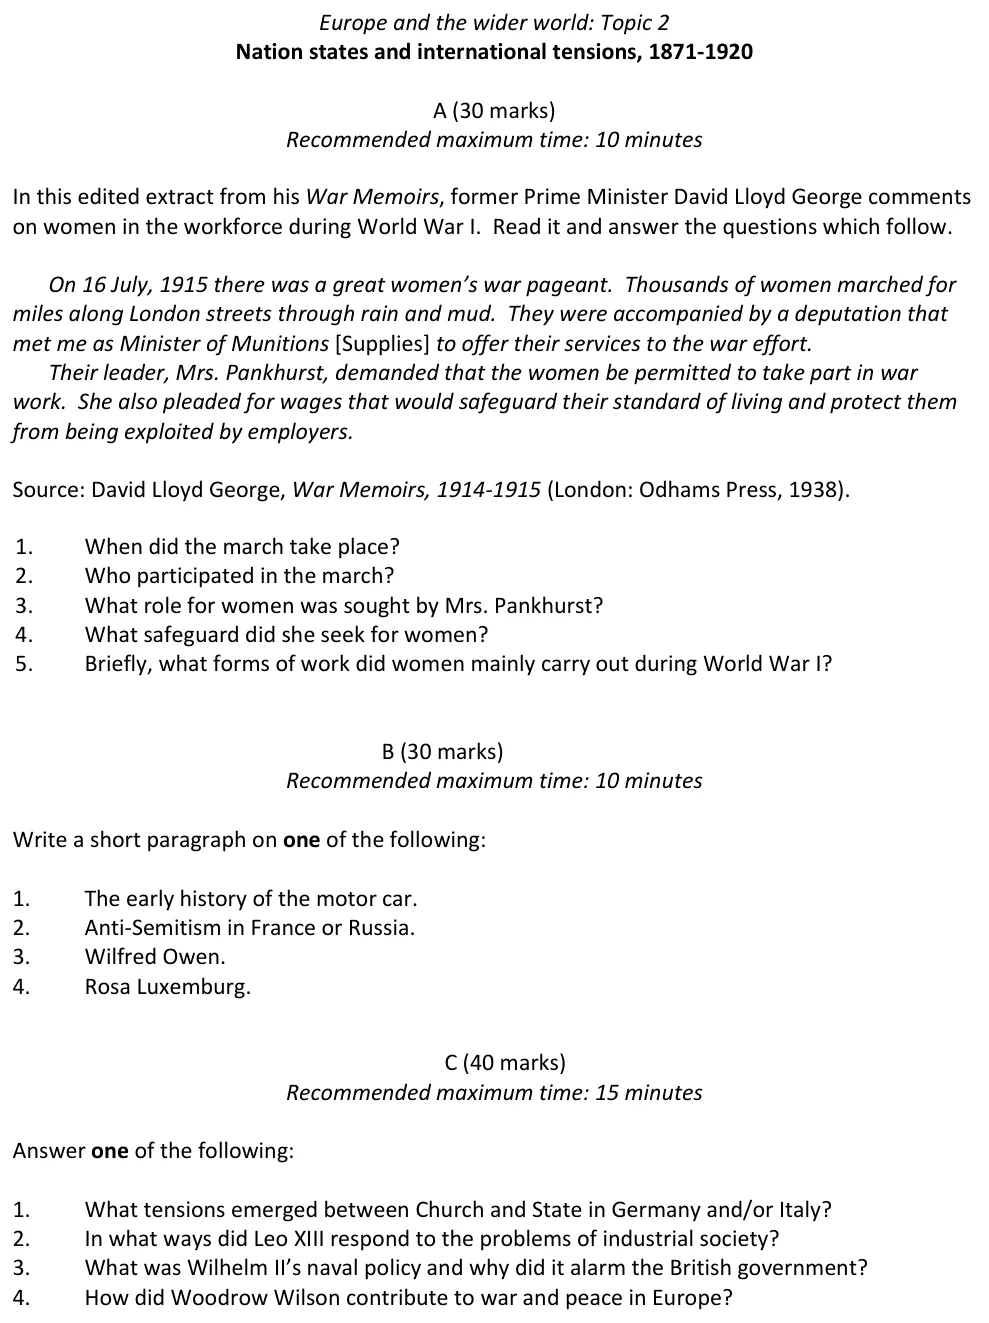 Europe and the wider world: Topic 2
Nation states and international tensions, 1871-1920
A (30 marks)
Recommended maximum time: 10 minutes
In this edited extract from his War Memoirs, former Prime Minister David Lloyd George comments
on women in the workforce during World War I.  Read it and answer the questions which follow.
On 16 July, 1915 there was a great women’s war pageant.  Thousands of women marched for
miles along London streets through rain and mud.  They were accompanied by a deputation that
met me as Minister of Munitions [Supplies] to offer their services to the war effort.
Their leader, Mrs. Pankhurst, demanded that the women be permitted to take part in war
work.  She also pleaded for wages that would safeguard their standard of living and protect them
from being exploited by employers.
Source: David Lloyd George, War Memoirs, 1914-1915 (London: Odhams Press, 1938).
1. When did the march take place?
2. Who participated in the march?
3. What role for women was sought by Mrs. Pankhurst?
4. What safeguard did she seek for women?
5. Briefly, what forms of work did women mainly carry out during World War I?
B (30 marks)
Recommended maximum time: 10 minutes
Write a short paragraph on one of the following:
1. The early history of the motor car.
2. Anti-Semitism in France or Russia.
3. Wilfred Owen.
4. Rosa Luxemburg.
C (40 marks)
Recommended maximum time: 15 minutes
Answer one of the following:
1. What tensions emerged between Church and State in Germany and/or Italy?
2. In what ways did Leo XIII respond to the problems of industrial society?
3. What was Wilhelm II’s naval policy and why did it alarm the British government?
4. How did Woodrow Wilson contribute to war and peace in Europe?